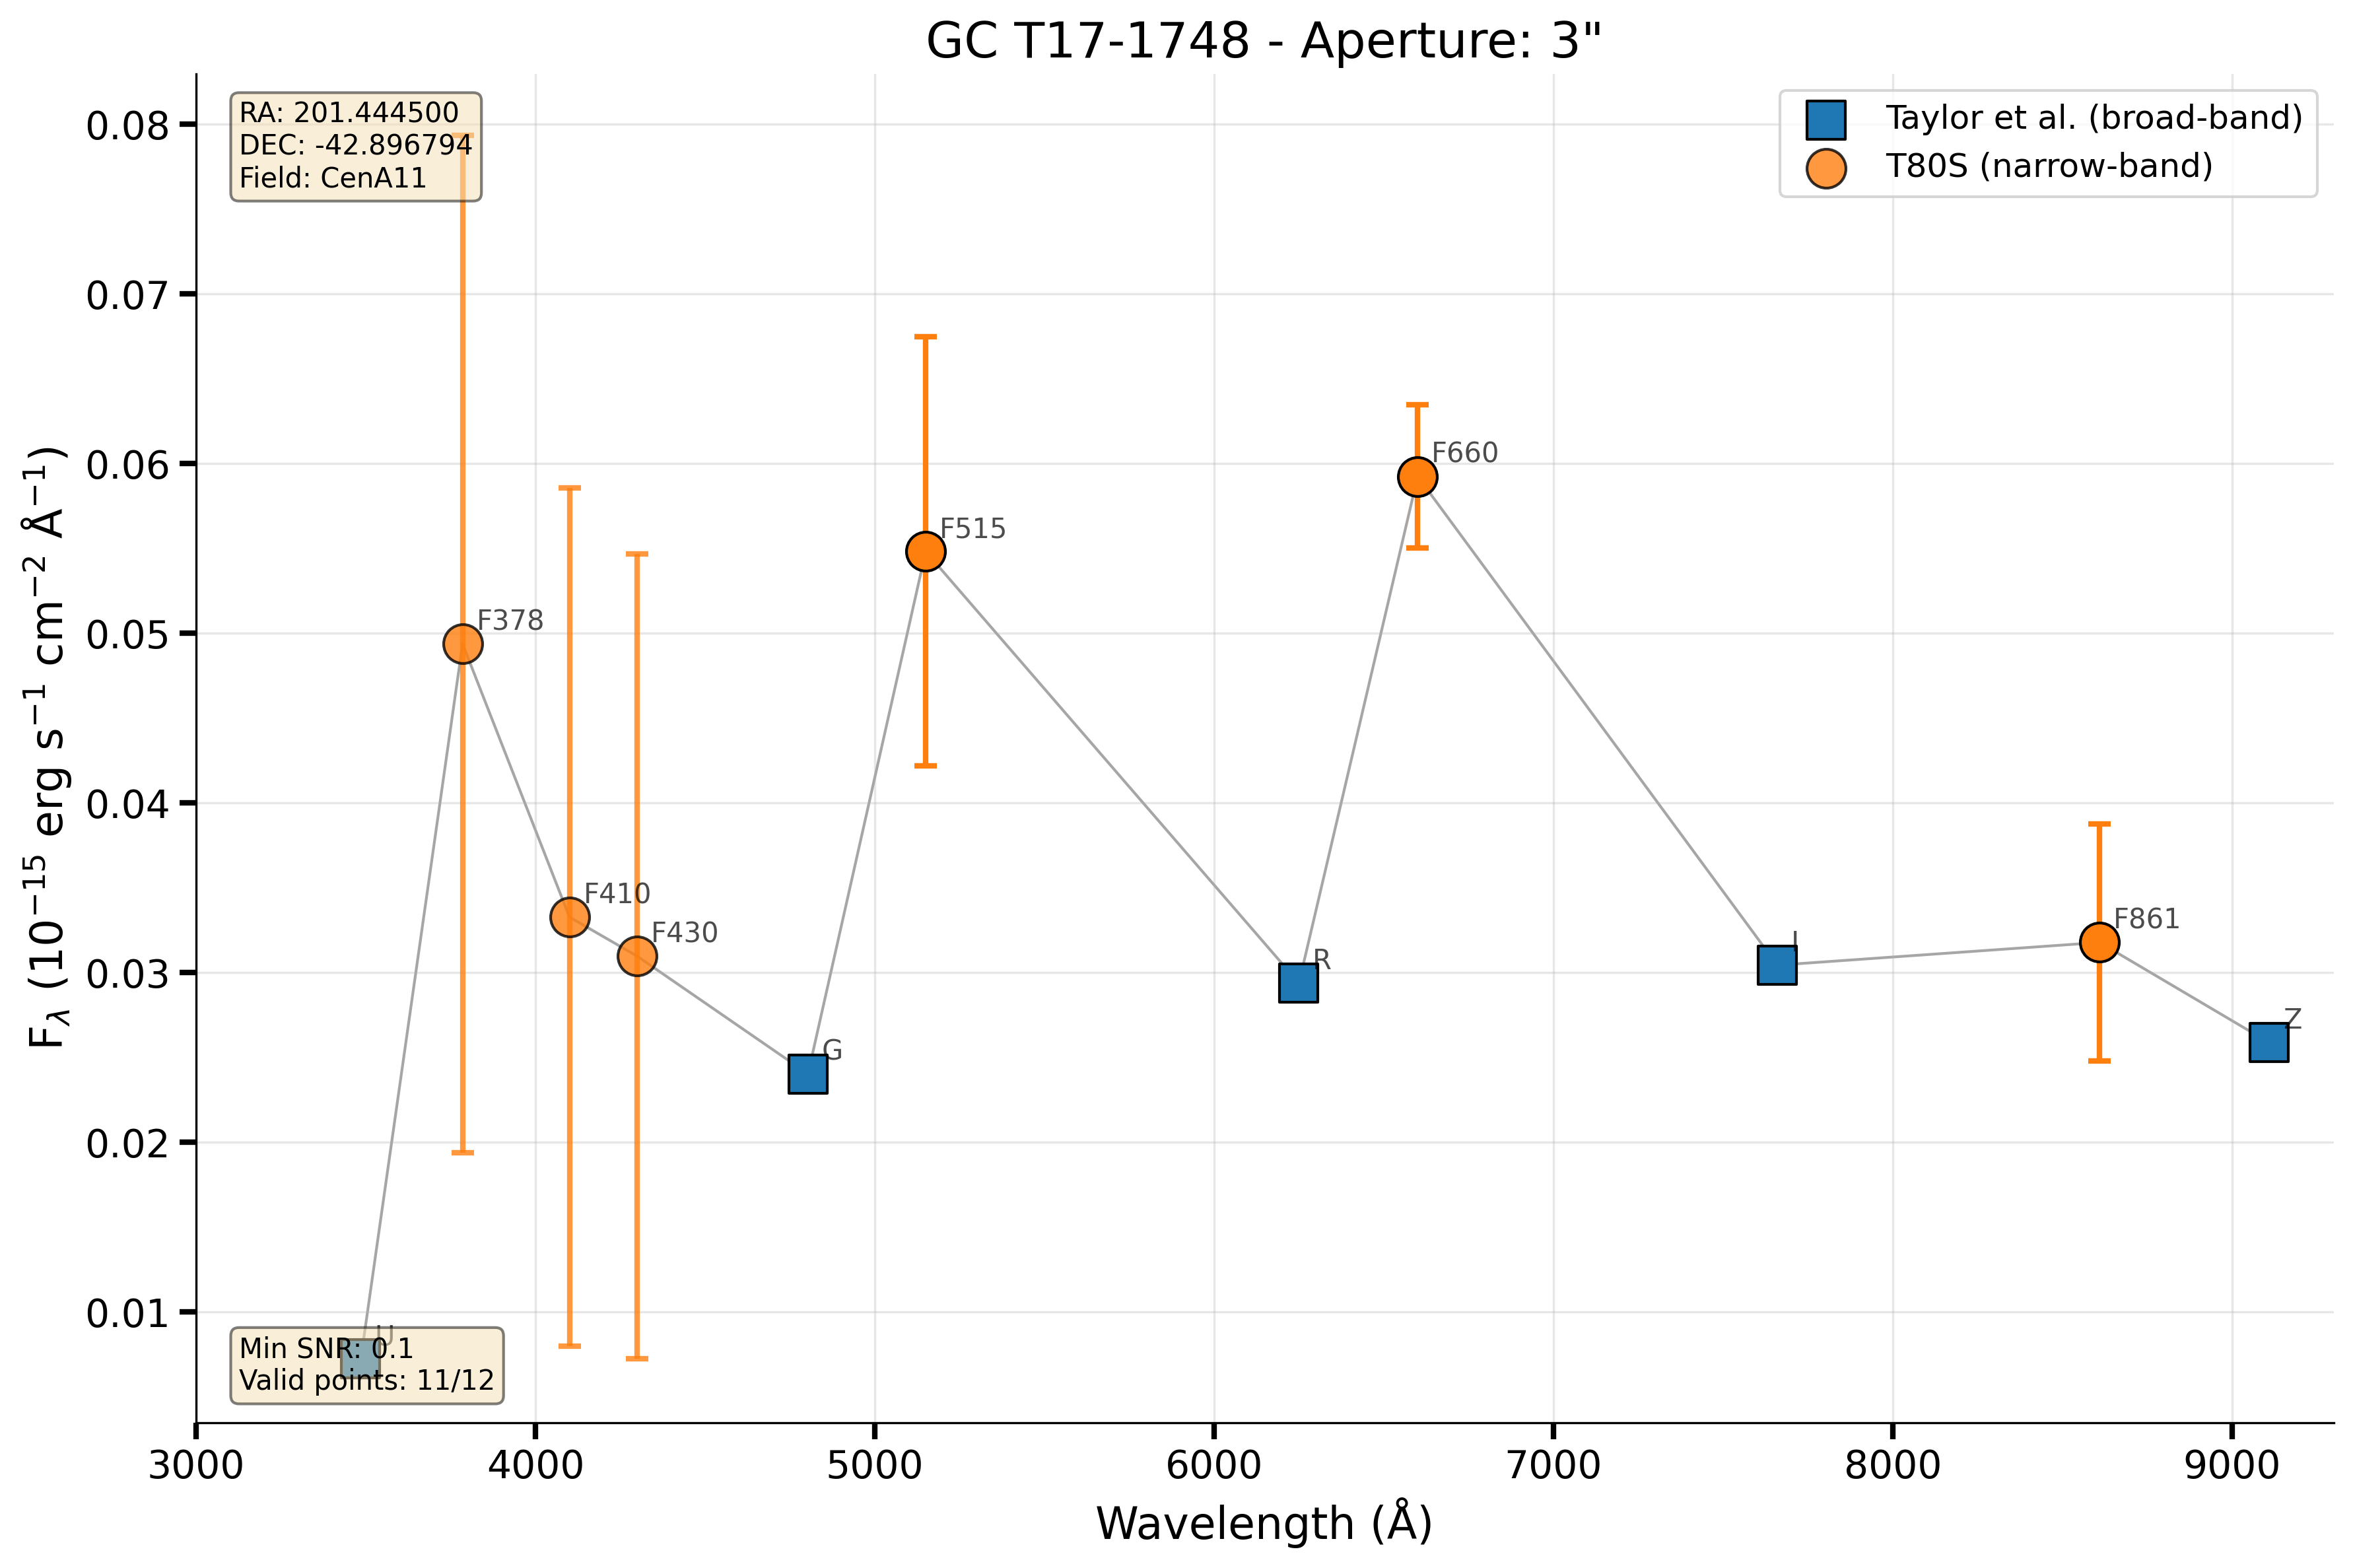 GC T17-1748 - Aperture: 3"
RA: 201.444500
DEC: -42.896794
Field: CenA11
Taylor et al. (broad-band)
T80S (narrow-band)
F_λ (10⁻¹⁵ erg s⁻¹ cm⁻² Å⁻¹)
0.08
0.07
0.06
0.05
0.04
0.03
0.02
0.01
F378
F410
F430
G
F515
R
F660
I
F861
Z
U
Min SNR: 0.1
Valid points: 11/12
3000
4000
5000
6000
7000
8000
9000
Wavelength (Å)